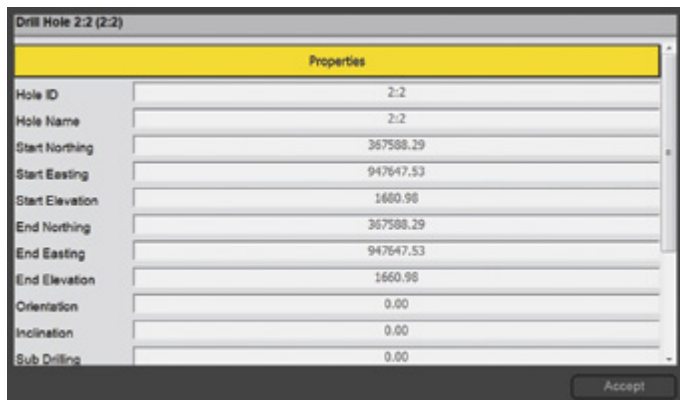 Drill Hole 2:2 (2:2)
Properties
Hole ID 2:2
Hole Name 2:2
Start Northing 367588.29
Start Easting 947647.53
Start Elevation 1680.98
End Northing 367588.29
End Easting 947647.53
End Elevation 1660.98
Orientation 0.00
Inclination 0.00
Sub Drilling 0.00
Accept